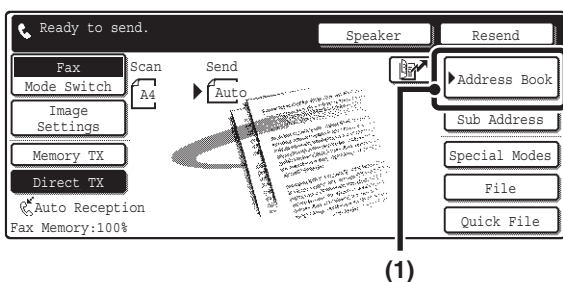 Ready to send.
Speaker
Resend
Fax
Mode Switch
Scan
A4
Send
Auto
Address Book
Image
Settings
Sub Address
Memory TX
Special Modes
Direct TX
File
Auto Reception
Fax Memory:100%
Quick File
(1)